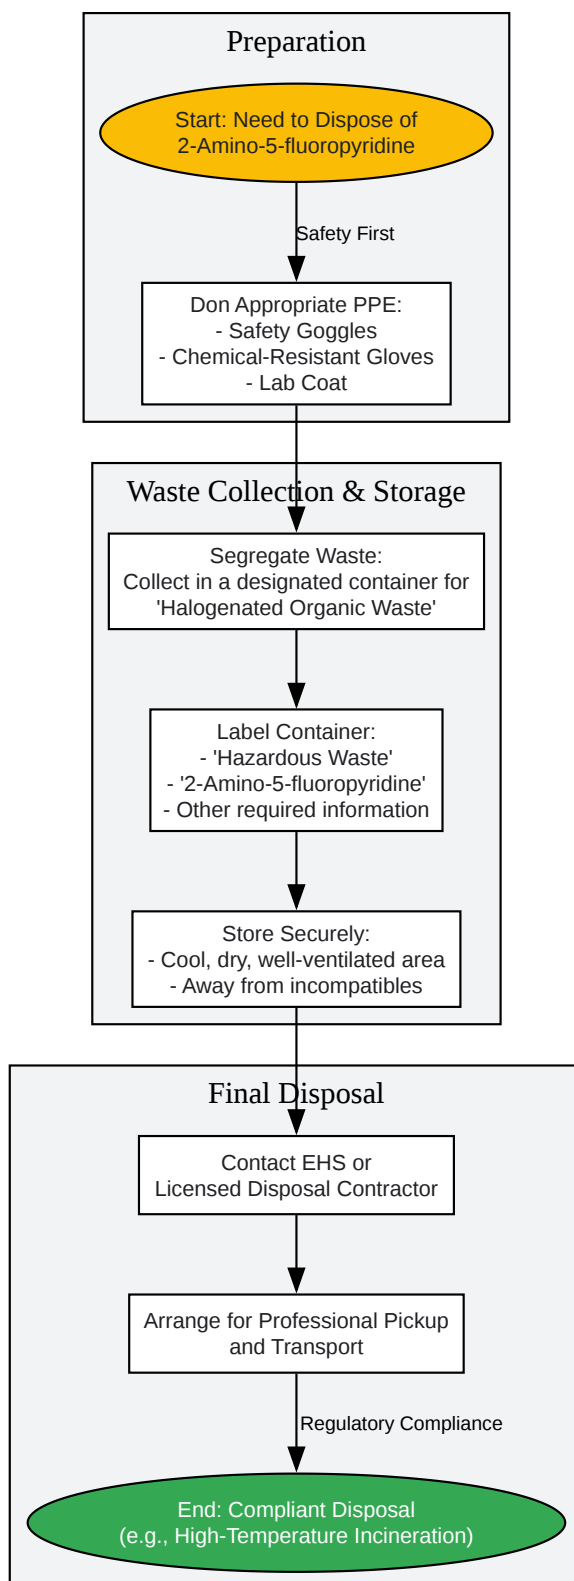 Preparation
Start: Need to Dispose of
2-Amino-5-fluoropyridine
Safety First
Don Appropriate PPE:
- Safety Goggles
- Chemical-Resistant Gloves
- Lab Coat
Waste Collection & Storage
Segregate Waste:
Collect in a designated container for
'Halogenated Organic Waste'
Label Container:
- 'Hazardous Waste'
- '2-Amino-5-fluoropyridine'
- Other required information
Store Securely:
- Cool, dry, well-ventilated area
- Away from incompatibles
Final Disposal
Contact EHS or
Licensed Disposal Contractor
Arrange for Professional Pickup
and Transport
Regulatory Compliance
End: Compliant Disposal
(e.g., High-Temperature Incineration)